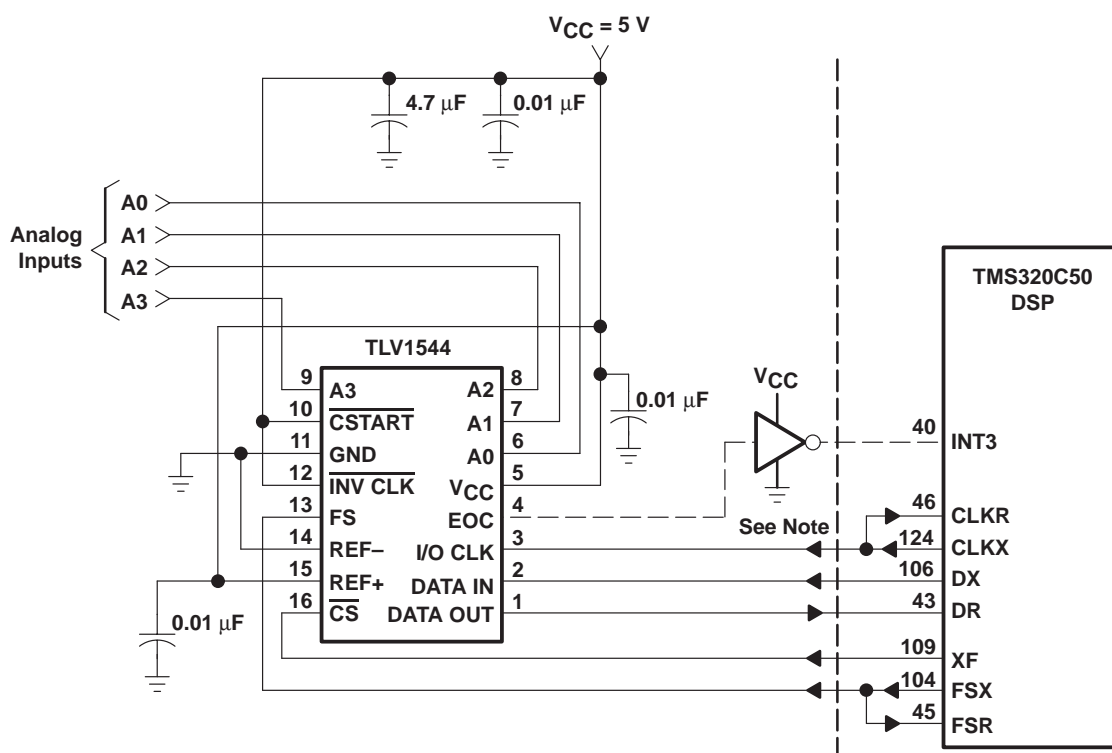 VCC = 5 V
4.7 µF
0.01 µF
Analog
Inputs
A0
A1
A2
A3
TMS320C50
DSP
TLV1544
9
A3
A2
8
10
CSTART
A1
7
11
GND
A0
6
12
INV CLK
VCC
5
13
FS
EOC
4
14
REF–
I/O CLK
3
15
REF+
DATA IN
2
16
CS
DATA OUT
1
0.01 µF
0.01 µF
VCC
See Note
40
INT3
46
CLKR
124
CLKX
106
DX
43
DR
109
XF
104
FSX
45
FSR